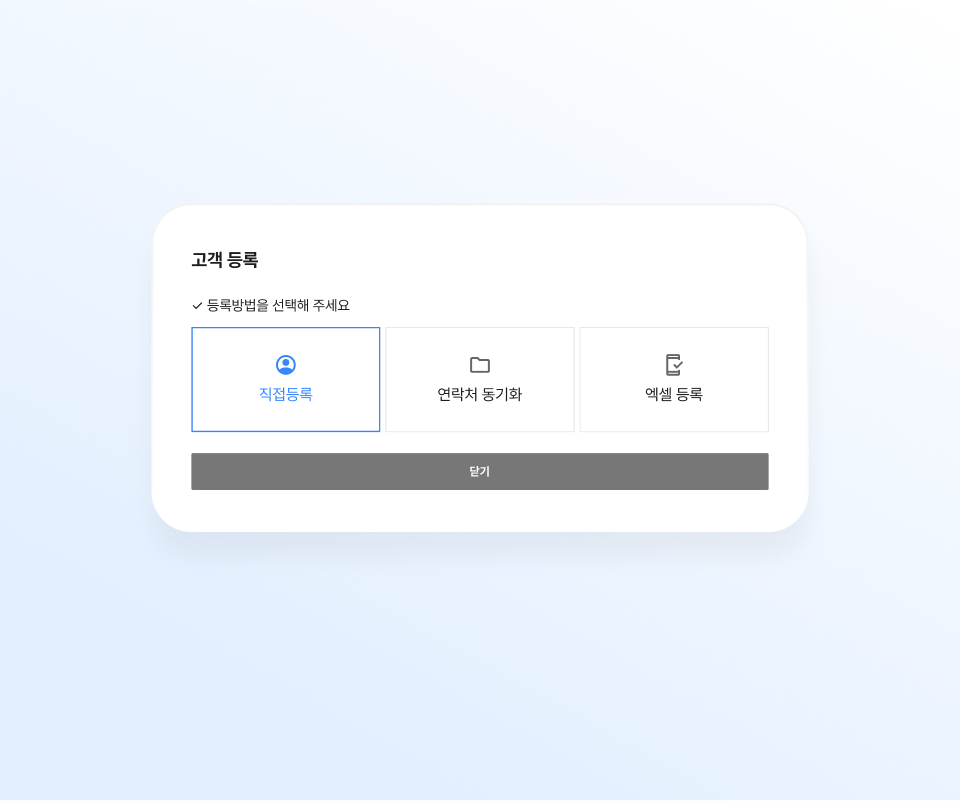 고객 등록
등록방법을 선택해 주세요
직접등록
연락처 동기화
엑셀 등록
닫기